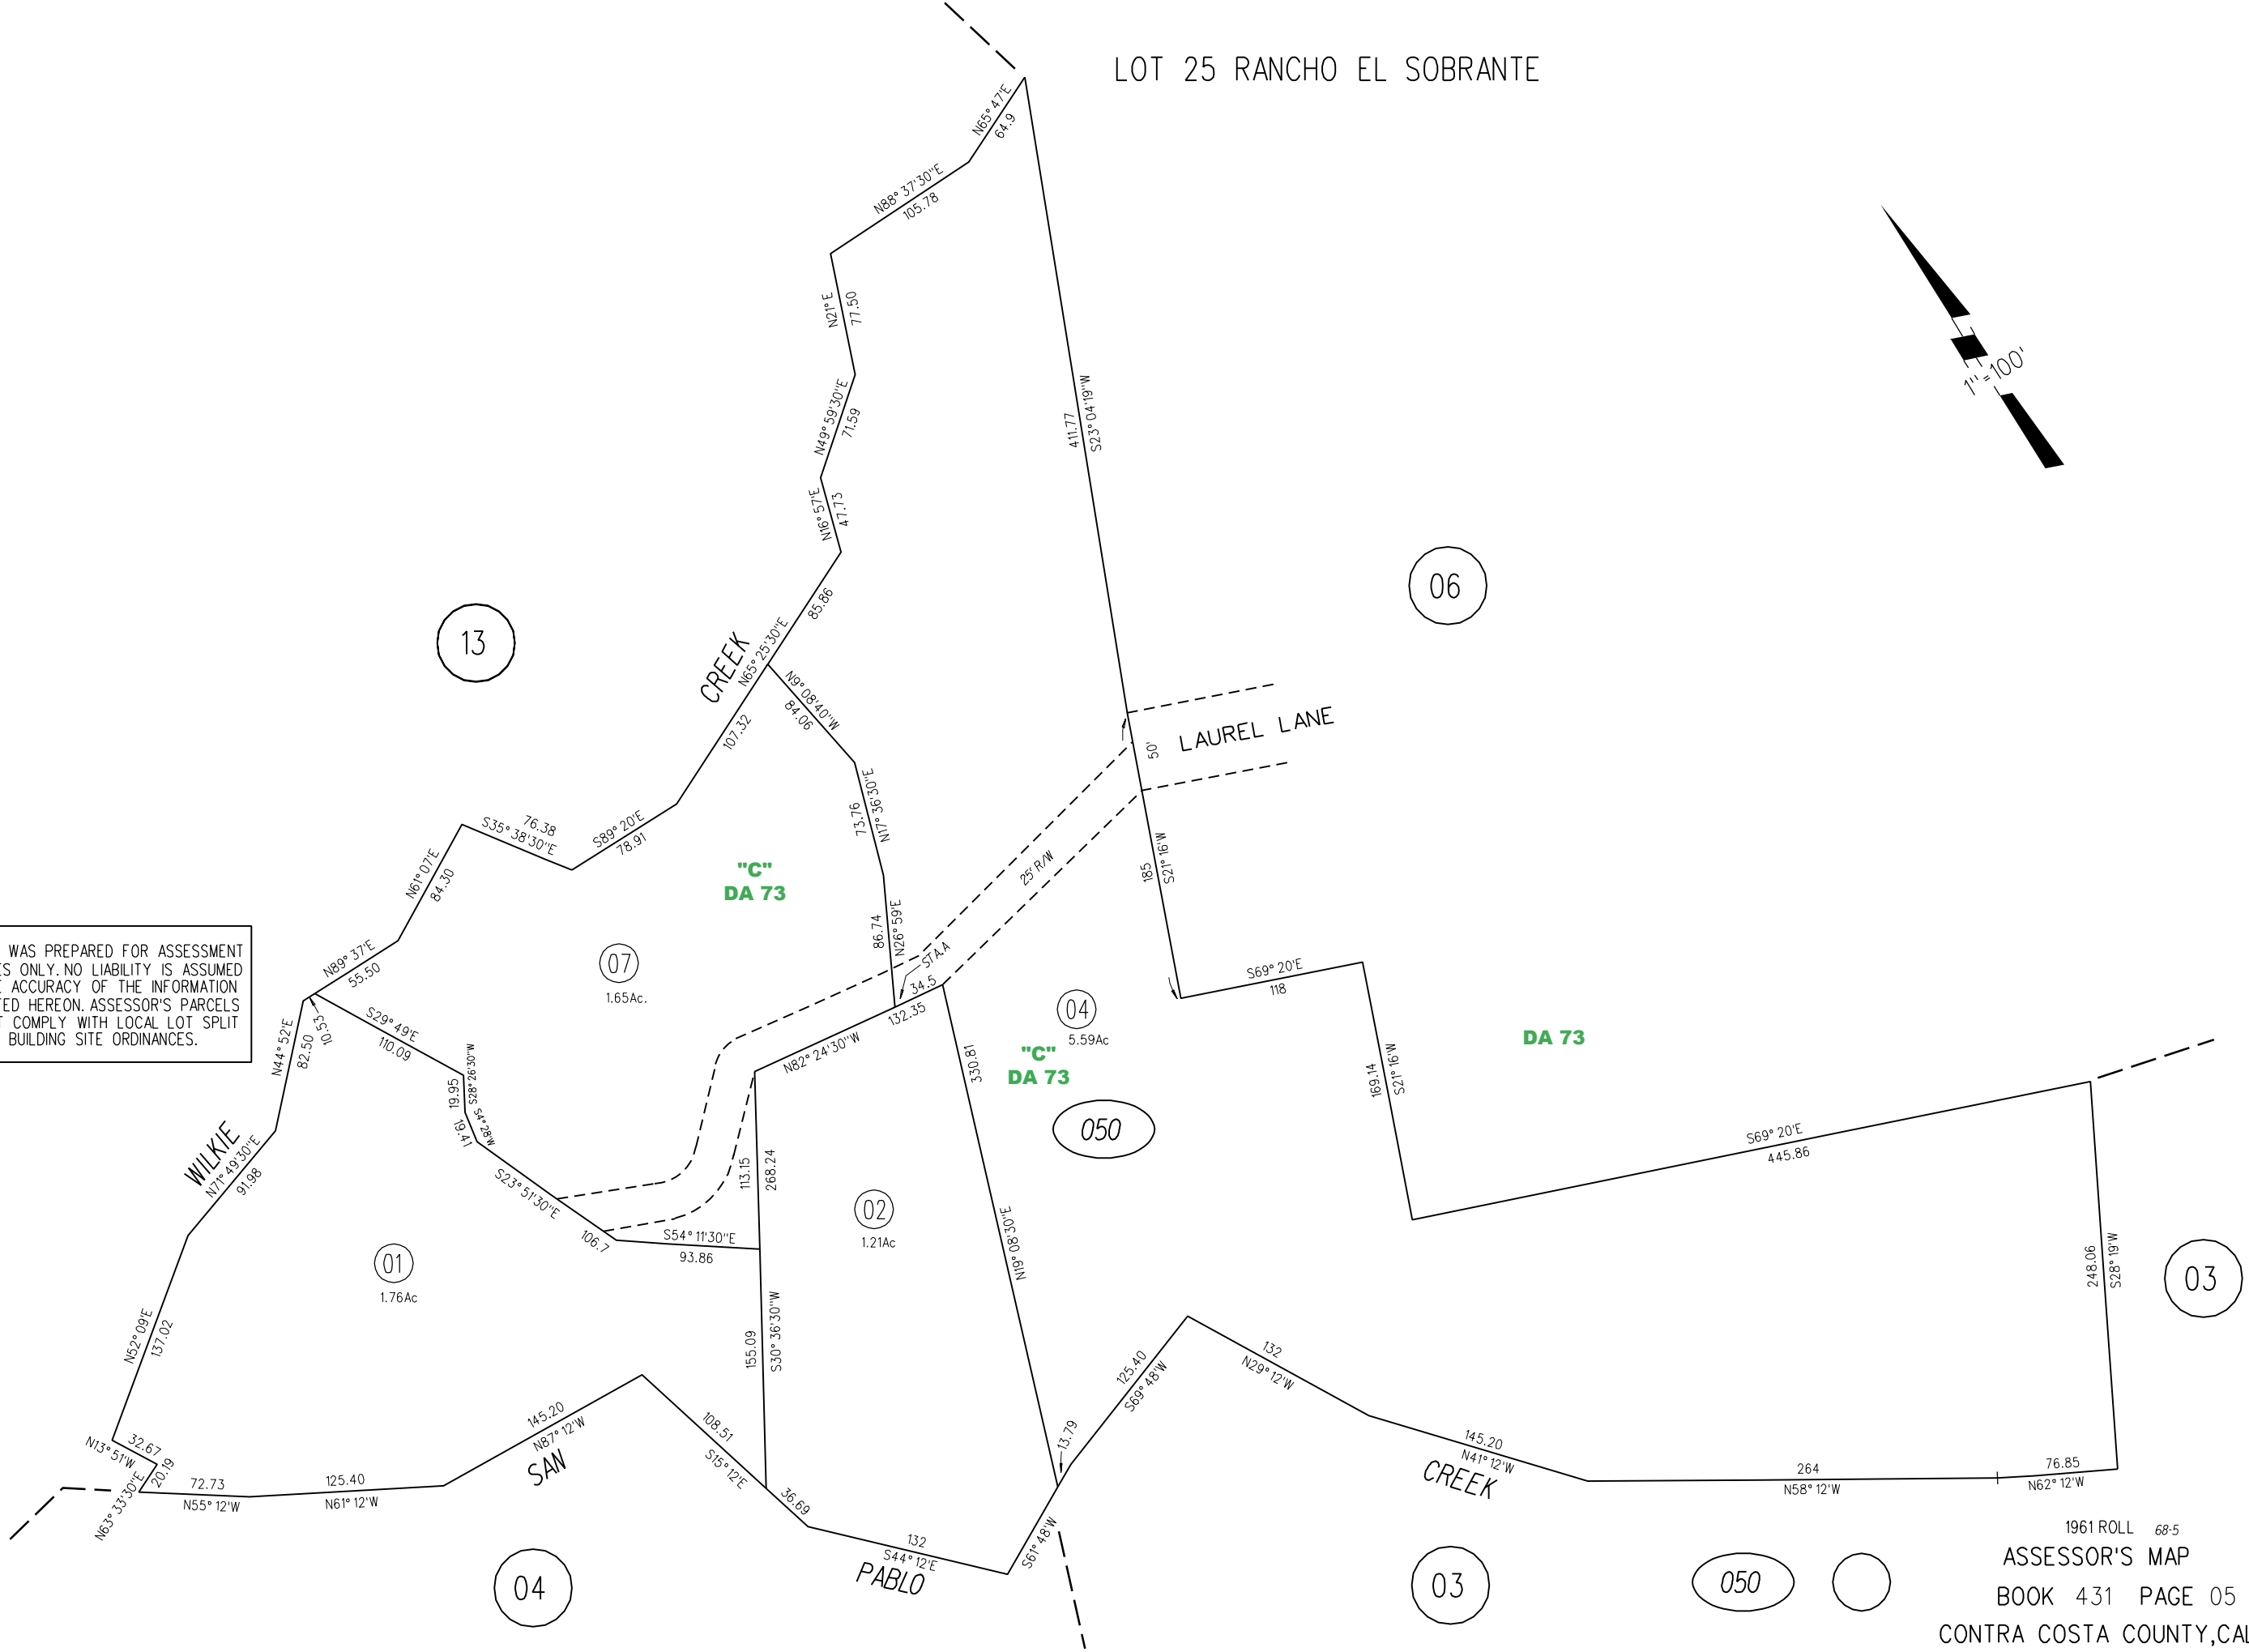 LOT 25 RANCHO EL SOBRANTE
N65°47'E
64.9
N88°37'30"E
105.78
N21°E
77.50
N49°59'30"E
71.59
N16°57'E
47.73
411.77
S23°04'19"W
1"=100'
13
06
CREEK
N65°25'30"E
85.86
107.32
N9°08'40"W
84.06
73.76
N17°36'30"E
LAUREL LANE
50'
185
S21°16'W
25' R/W
76.38
S35°38'30"E
S89°20'E
78.91
N61°07'E
84.30
"C"
DA 73
86.74
N26°59'E
STA.A
34.5
132.35
N82°24'30"W
07
1.65Ac.
N89°37'E
55.50
WAS PREPARED FOR ASSESSMENT
ES ONLY. NO LIABILITY IS ASSUMED
E ACCURACY OF THE INFORMATION
TED HEREON. ASSESSOR'S PARCELS
T COMPLY WITH LOCAL LOT SPLIT
BUILDING SITE ORDINANCES.
N44°52'E
82.50
10.53
S29°49'E
110.09
19.95
S28°26'30"W
19.41
S4°28'W
04
5.59Ac
"C"
DA 73
S69°20'E
118
DA 73
169.14
S21°16'W
330.81
N19°08'30"E
050
S69°20'E
445.86
WILKIE
N71°49'30"E
91.98
S23°51'30"E
106.7
113.15
268.24
S54°11'30"E
93.86
02
1.21Ac
01
1.76Ac
155.09
S30°36'30"W
248.06
S28°19'W
03
N52°09'E
137.02
N13°51'W
32.67
N63°33'30"E
20.19
72.73
N55°12'W
125.40
N61°12'W
145.20
N87°12'W
SAN
108.51
S15°12'E
36.69
132
S44°12'E
PABLO
S61°48'W
13.79
125.40
S69°48'W
132
N29°12'W
145.20
N41°12'W
CREEK
264
N58°12'W
76.85
N62°12'W
04
03
050
1961 ROLL 68-5
ASSESSOR'S MAP
BOOK 431 PAGE 05
CONTRA COSTA COUNTY, CAL